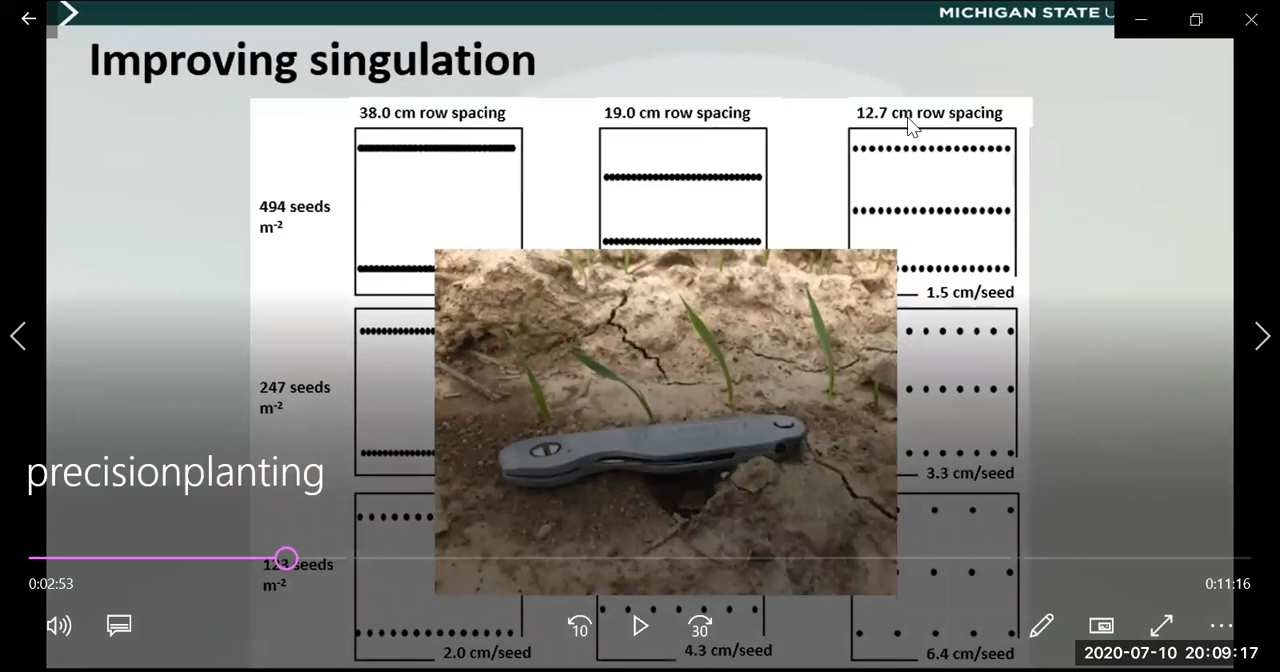 MICHIGAN STATE U
Improving singulation
38.0 cm row spacing
19.0 cm row spacing
12.7 cm row spacing
494 seeds
m-2
1.5 cm/seed
247 seeds
m-2
3.3 cm/seed
precisionplanting
123 seeds
m-2
0:02:53
0:11:16
10
30
2.0 cm/seed
4.3 cm/seed
6.4 cm/seed
2020-07-10 20:09:17